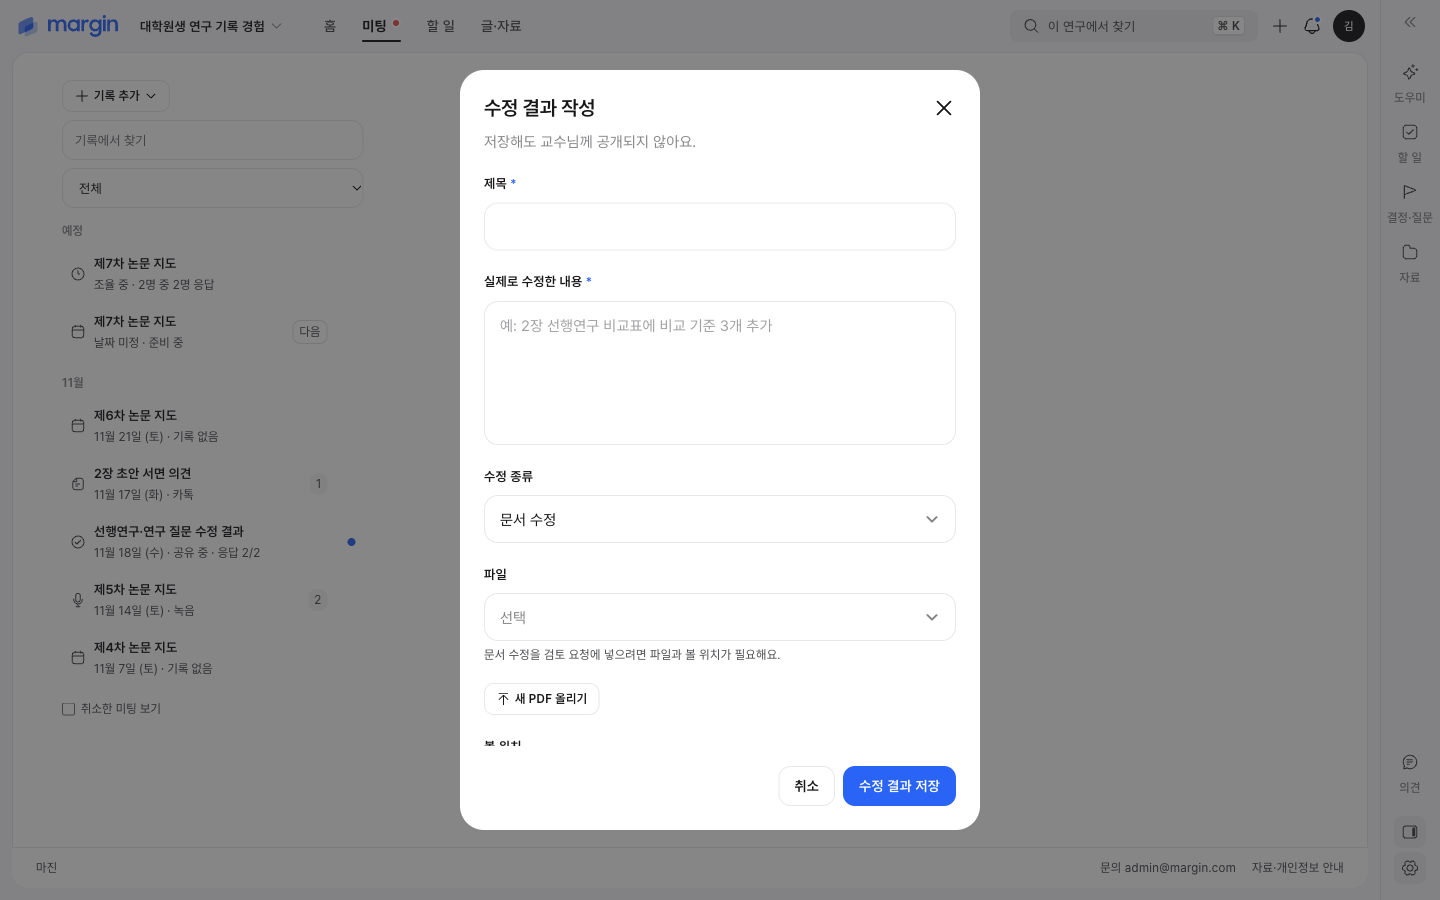 margin
대학원생 연구 기록 경험
홈
미팅
할 일
글·자료
이 연구에서 찾기
⌘ K
김
기록 추가
기록에서 찾기
전체
예정
제7차 논문 지도
조율 중 · 2명 중 2명 응답
제7차 논문 지도
날짜 미정 · 준비 중
다음
11월
제6차 논문 지도
11월 21일 (토) · 기록 없음
2장 초안 서면 의견
11월 17일 (화) · 카톡
1
선행연구·연구 질문 수정 결과
11월 18일 (수) · 공유 중 · 응답 2/2
제5차 논문 지도
11월 14일 (토) · 녹음
2
제4차 논문 지도
11월 7일 (토) · 기록 없음
취소한 미팅 보기
수정 결과 작성
저장해도 교수님께 공개되지 않아요.
제목 *
실제로 수정한 내용 *
예: 2장 선행연구 비교표에 비교 기준 3개 추가
수정 종류
문서 수정
파일
선택
문서 수정을 검토 요청에 넣으려면 파일과 볼 위치가 필요해요.
새 PDF 올리기
볼 위치
취소
수정 결과 저장
도우미
할 일
결정·질문
자료
의견
마진
문의 admin@margin.com
자료·개인정보 안내